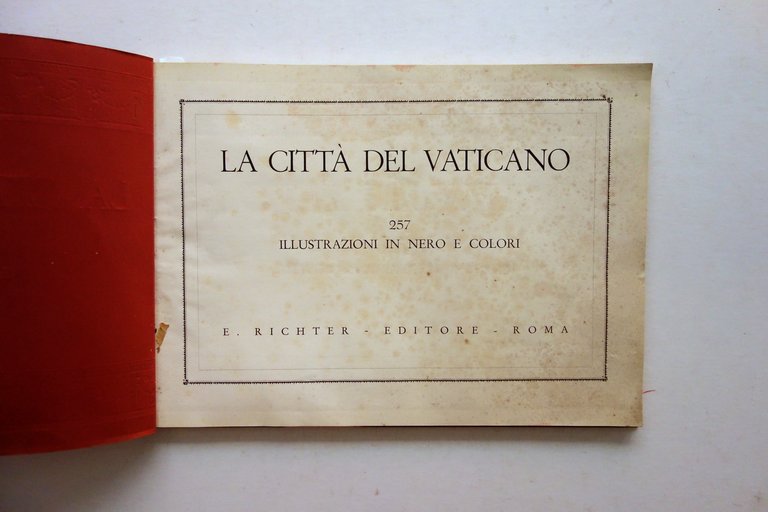 LA CITTÀ DEL VATICANO
257
ILLUSTRAZIONI IN NERO E COLORI
E. RICHTER - EDITORE - ROMA